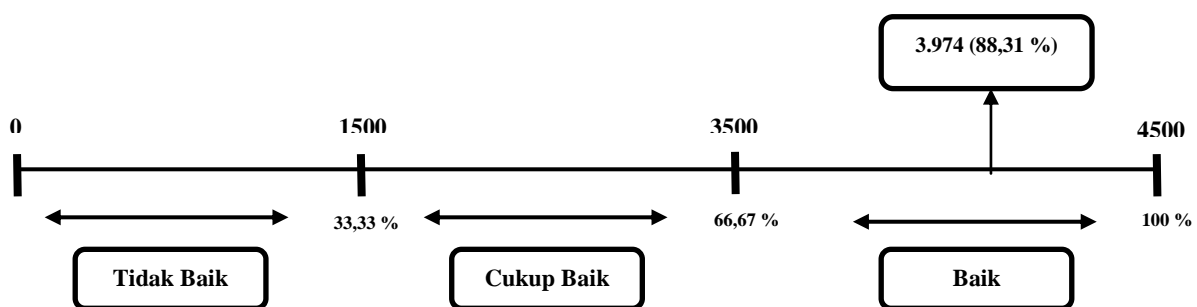 3.974 (88,31 %)
0
1500
3500
4500
33,33 %
66,67 %
100 %
Tidak Baik
Cukup Baik
Baik